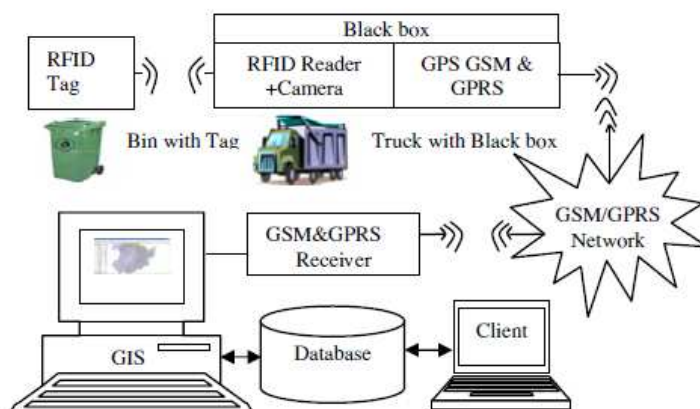 Black box
RFID
Tag
RFID Reader
+Camera
GPS GSM &
GPRS
Bin with Tag
Truck with Black box
GSM/GPRS
Network
GSM&GPRS
Receiver
GIS
Database
Client